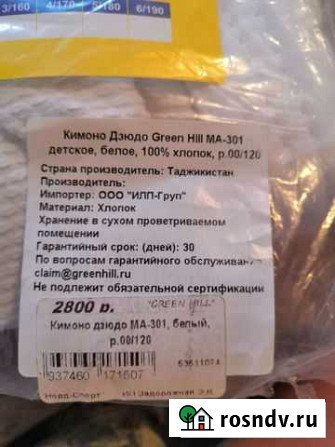 3/160 4/170 5/180 6/190
Кимоно Дзюдо Green Hill MA-301
детское, белое, 100% хлопок, р.00/120
Страна производитель: Таджикистан
Производитель:
Импортер: ООО "ИЛП-Груп"
Материал: Хлопок
Хранение в сухом проветриваемом
помещении
Гарантийный срок: (дней): 30
По вопросам гарантийного обслуживан
claim@greenhill.ru
Не подлежит обязательной сертификации
2800 р. "GREEN HILL"
Кимоно дзюдо МА-301, белый,
р.00/120
937460 171607
rosndv.ru